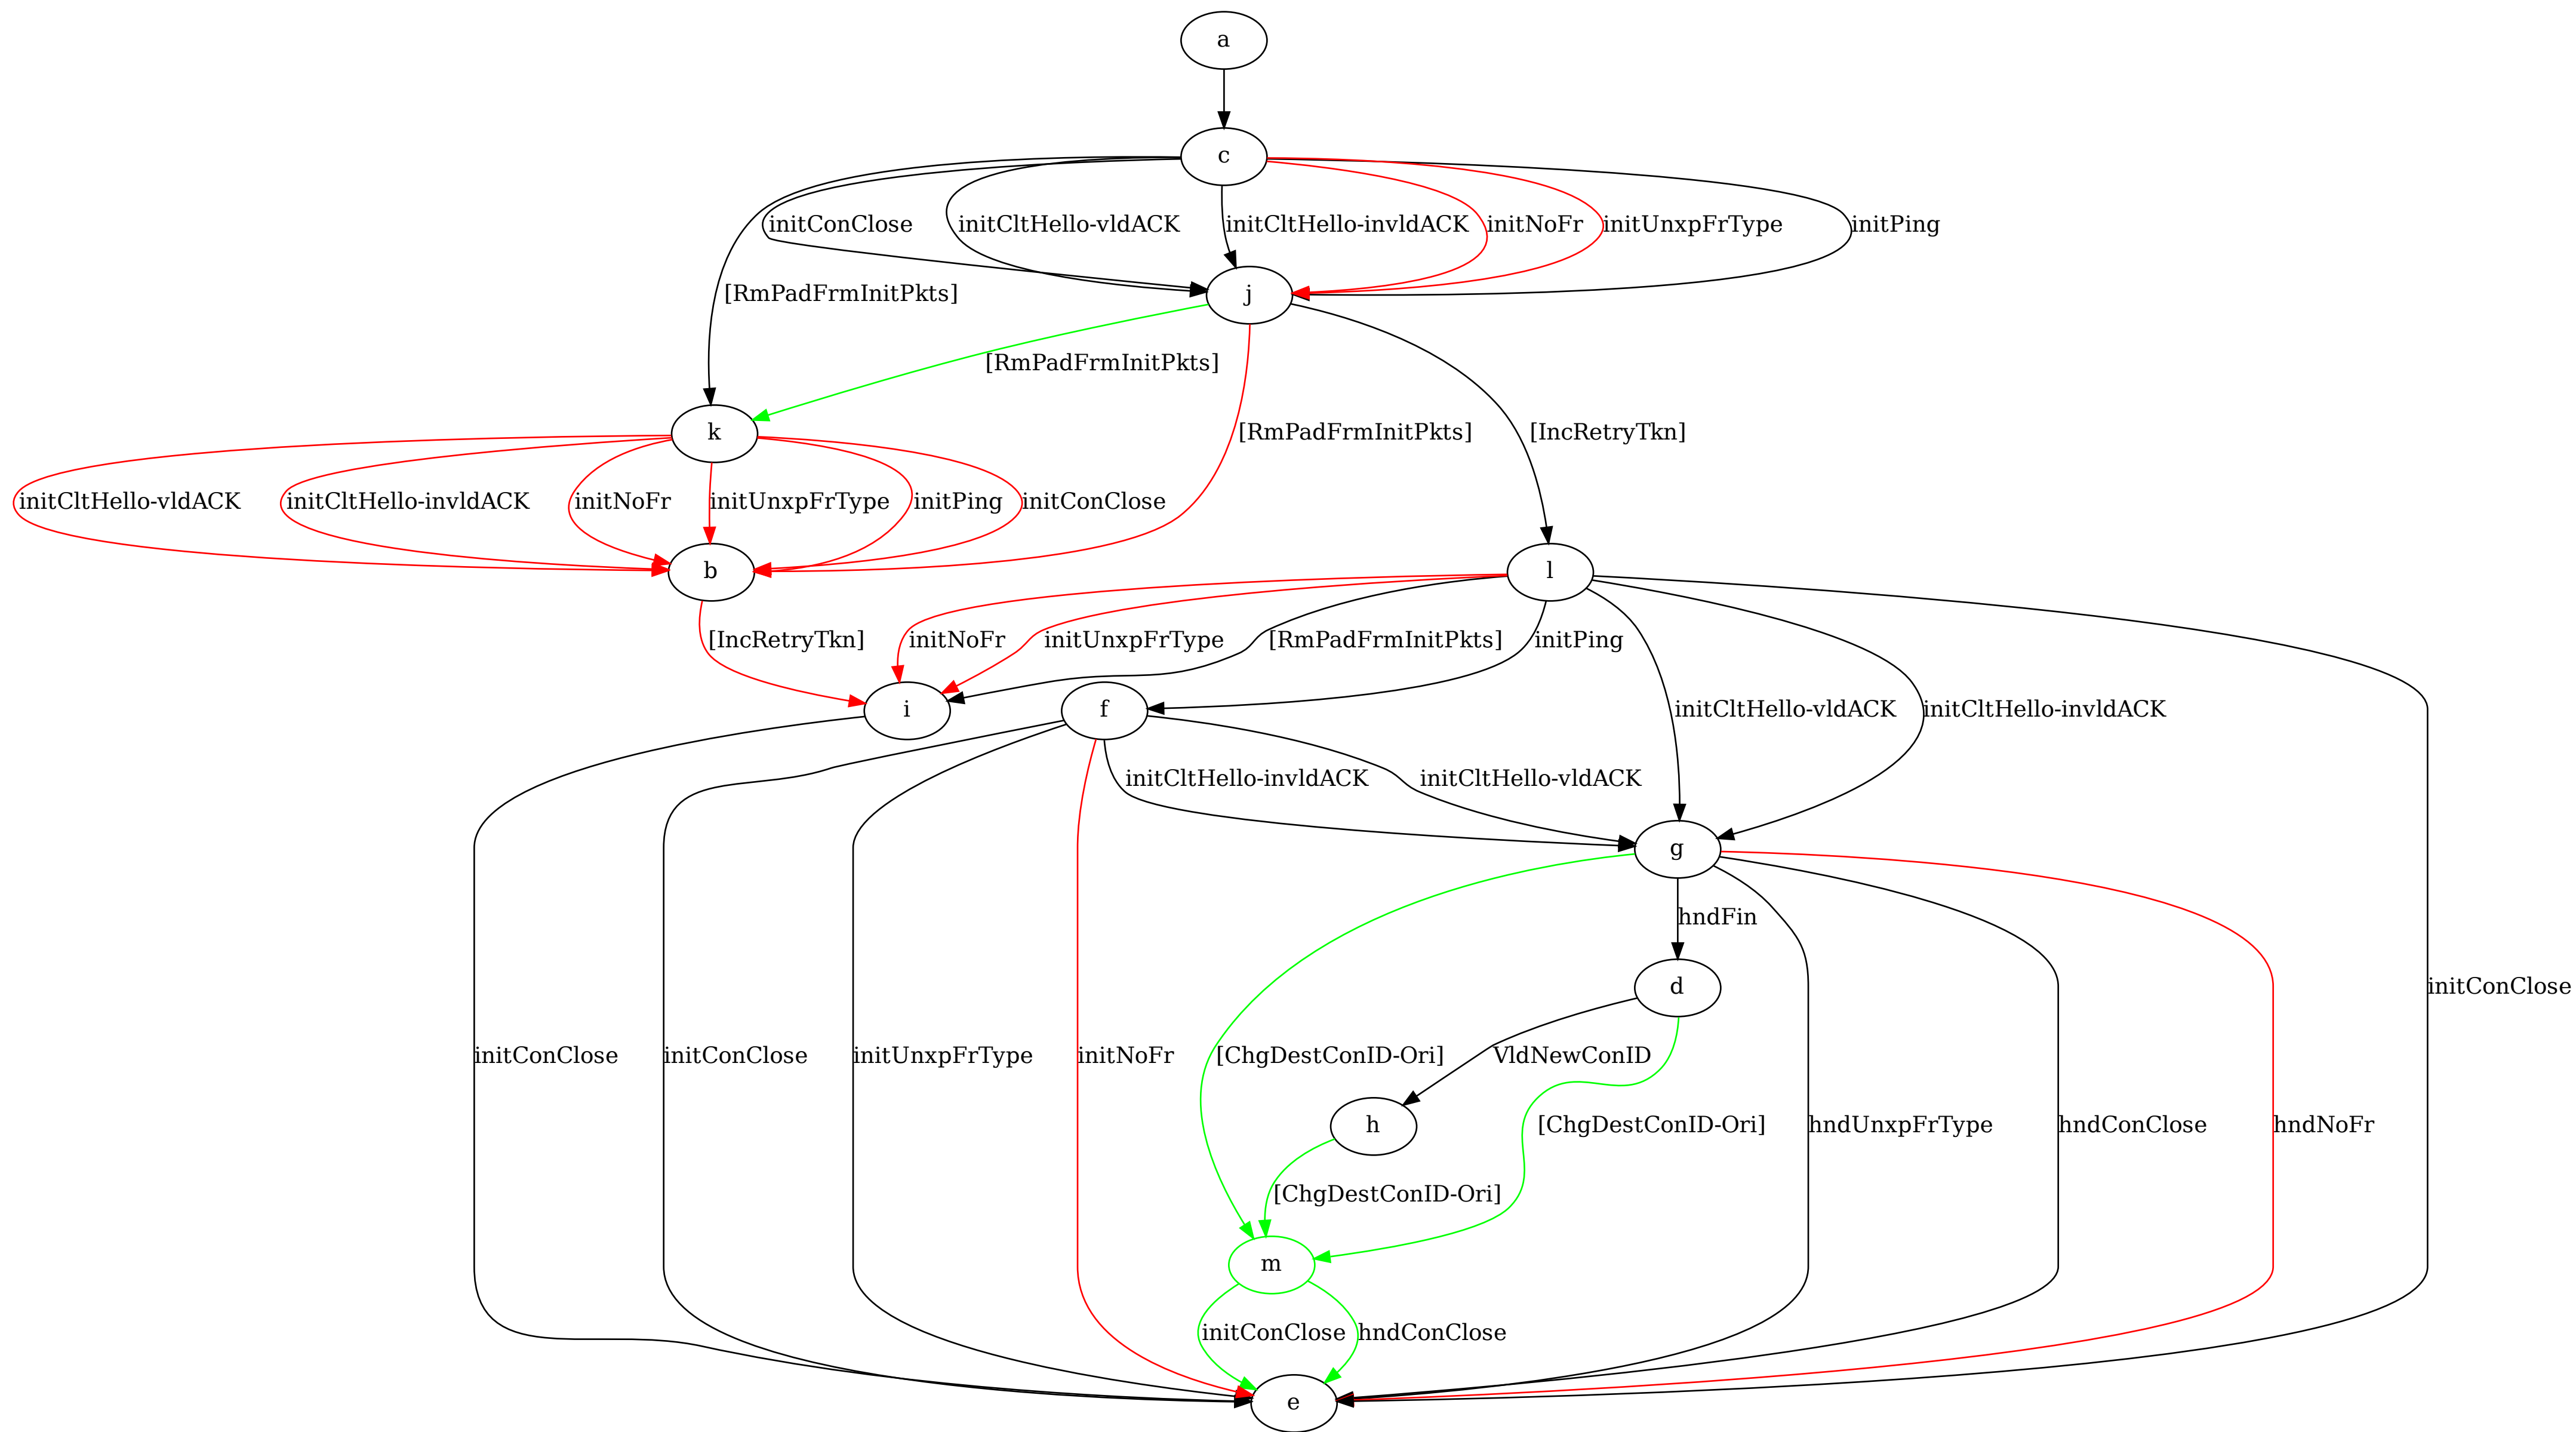 a
c
initConClose
initCltHello-vldACK
initCltHello-invldACK
initNoFr
initUnxpFrType
initPing
[RmPadFrmInitPkts]
j
[RmPadFrmInitPkts]
k
[RmPadFrmInitPkts]
[IncRetryTkn]
initCltHello-vldACK
initCltHello-invldACK
initNoFr
initUnxpFrType
initPing
initConClose
b
l
[IncRetryTkn]
initNoFr
initUnxpFrType
[RmPadFrmInitPkts]
initPing
i
f
initCltHello-vldACK
initCltHello-invldACK
initCltHello-invldACK
initCltHello-vldACK
g
hndFin
d
initConClose
initConClose
initConClose
initUnxpFrType
initNoFr
[ChgDestConID-Ori]
VldNewConID
h
[ChgDestConID-Ori]
hndUnxpFrType
hndConClose
hndNoFr
[ChgDestConID-Ori]
m
initConClose
hndConClose
e